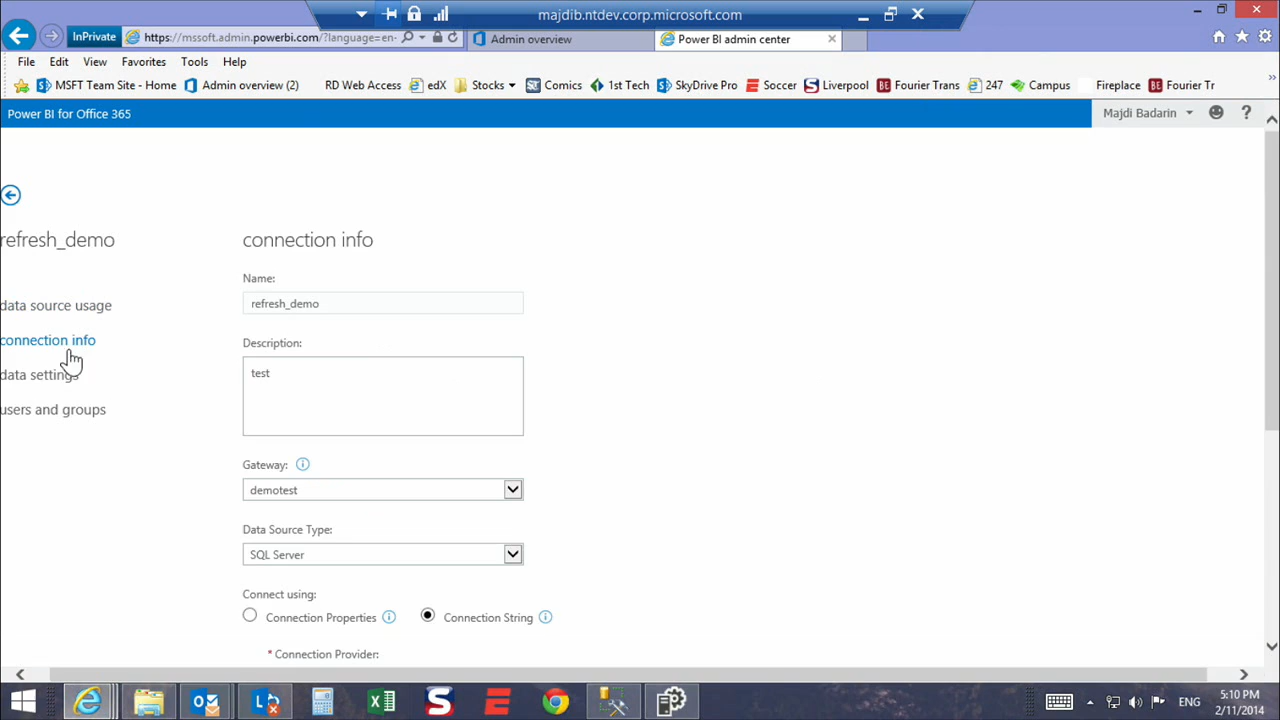 majdib.ntdev.corp.microsoft.com
InPrivate
https://mssoft.admin.powerbi.com/?language=en-
Admin overview
Power BI admin center
File Edit View Favorites Tools Help
MSFT Team Site - Home
Admin overview (2)
RD Web Access
edX
Stocks
Comics
1st Tech
SkyDrive Pro
Soccer
Liverpool
BE Fourier Trans
247
Campus
Fireplace
BE Fourier Tr
Power BI for Office 365
Majdi Badarin
?
refresh_demo
data source usage
connection info
data settings
users and groups
connection info
Name:
refresh_demo
Description:
test
Gateway:
demotest
Data Source Type:
SQL Server
Connect using:
Connection Properties
Connection String
* Connection Provider:
ENG
5:10 PM
2/11/2014